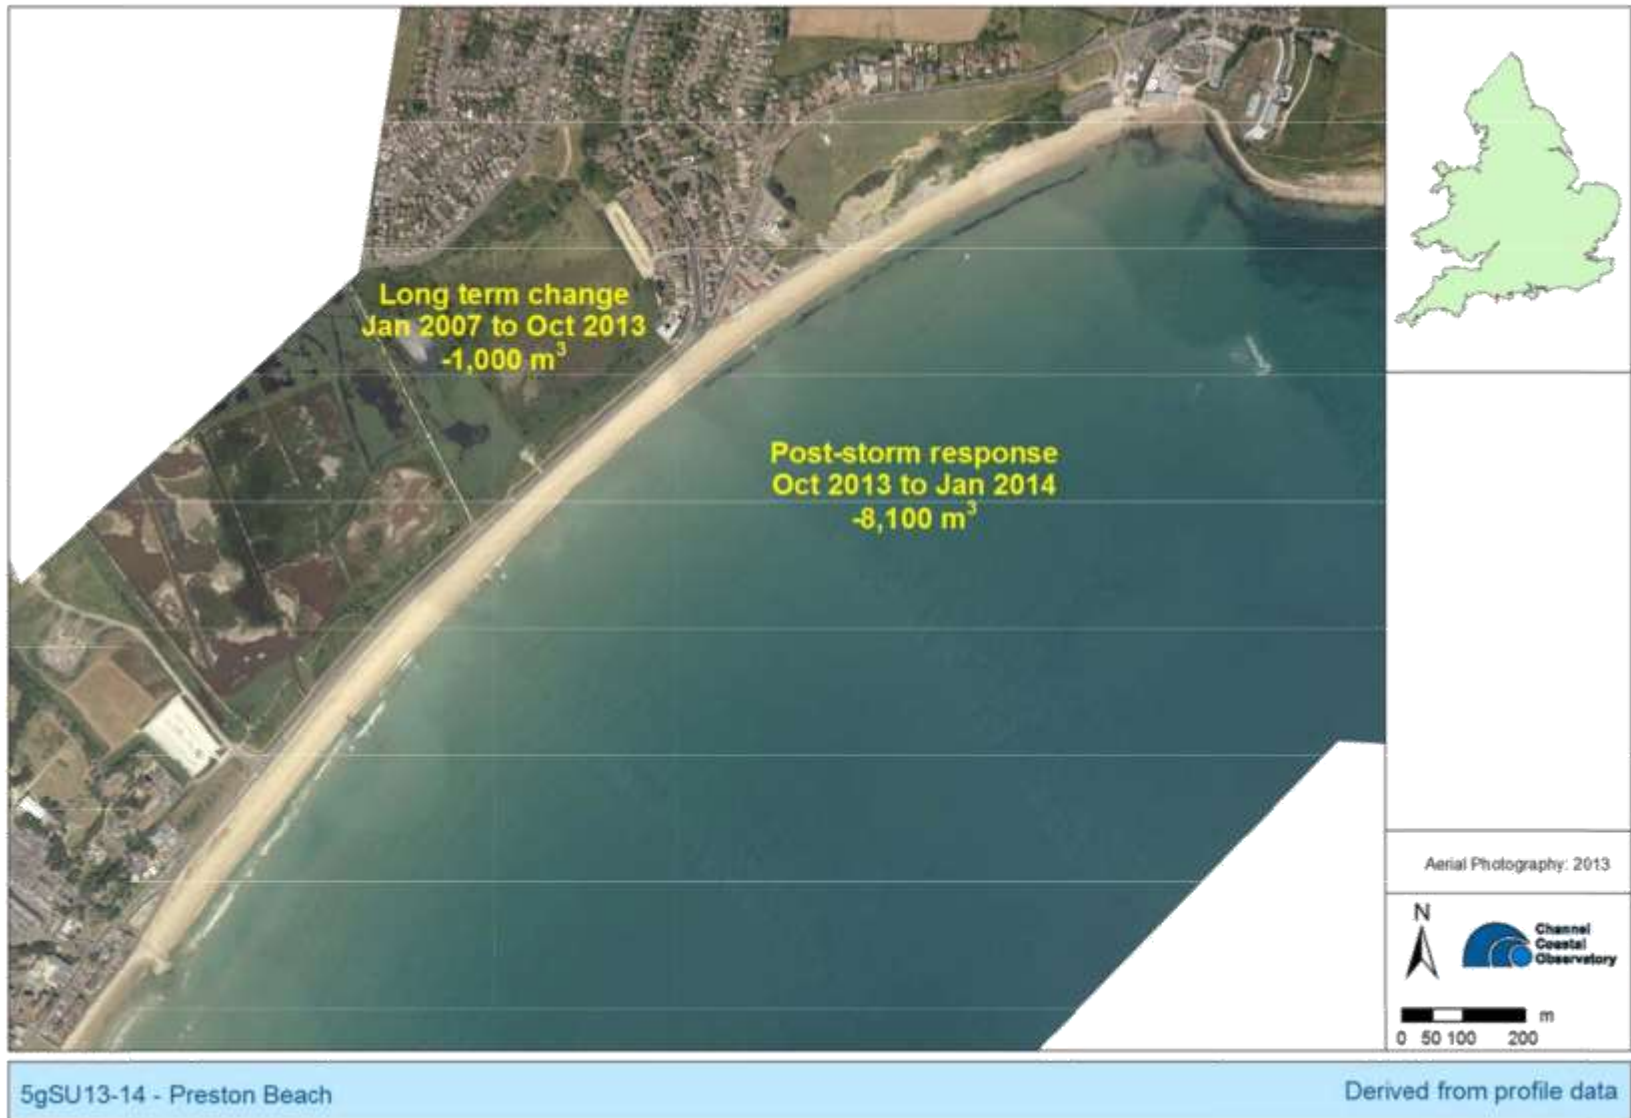 Long term change
Jan 2007 to Oct 2013
-1,000 m³
Post-storm response
Oct 2013 to Jan 2014
-8,100 m³
Aerial Photography: 2013
N
Channel
Coastal
Observatory
m
0 50 100 200
5gSU13-14 - Preston Beach
Derived from profile data